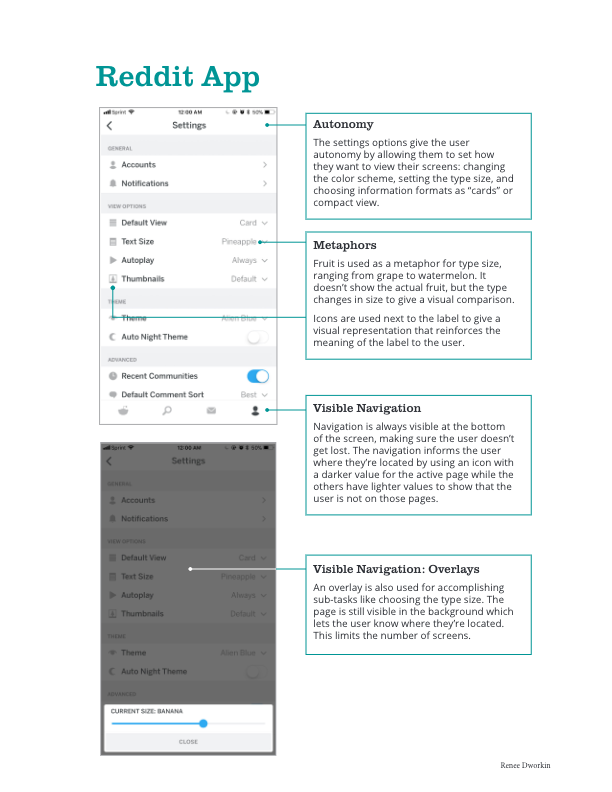 Reddit App
Sprint 12:00 AM 50%
Settings
GENERAL
Accounts
Notifications
VIEW OPTIONS
Default View Card
Text Size Pineapple
Autoplay Always
Thumbnails Default
THEME
Theme Alien Blue
Auto Night Theme
ADVANCED
Recent Communities
Default Comment Sort Best
Autonomy
The settings options give the user
autonomy by allowing them to set how
they want to view their screens: changing
the color scheme, setting the type size, and
choosing information formats as “cards” or
compact view.
Metaphors
Fruit is used as a metaphor for type size,
ranging from grape to watermelon. It
doesn’t show the actual fruit, but the type
changes in size to give a visual comparison.
Icons are used next to the label to give a
visual representation that reinforces the
meaning of the label to the user.
Visible Navigation
Navigation is always visible at the bottom
of the screen, making sure the user doesn’t
get lost. The navigation informs the user
where they’re located by using an icon with
a darker value for the active page while the
others have lighter values to show that the
user is not on those pages.
Sprint 12:00 AM 50%
Settings
GENERAL
Accounts
Notifications
VIEW OPTIONS
Default View Card
Text Size Pineapple
Autoplay Always
Thumbnails Default
THEME
Theme Alien Blue
Auto Night Theme
ADVANCED
CURRENT SIZE: BANANA
CLOSE
Visible Navigation: Overlays
An overlay is also used for accomplishing
sub-tasks like choosing the type size. The
page is still visible in the background which
lets the user know where they’re located.
This limits the number of screens.
Renee Dworkin